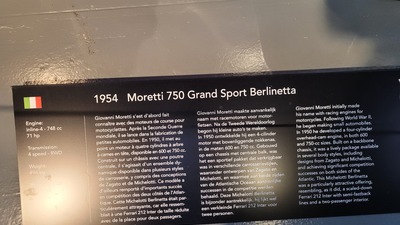 1954 Moretti 750 Grand Sport Berlinetta
Engine:
inline-4 - 748 cc
71 hp
Transmission:
4 speed - RWD
Giovanni Moretti s'est d'abord fait
connaître avec des moteurs de course pour
motocyclettes. Après la Seconde Guerre
mondiale, il se lance dans la fabrication de
petites automobiles. En 1950, il met au
point un moteur à quatre cylindres à arbre
à cames en tête, disponible en 600 et 750 cc.
Construit sur un châssis avec une poutre
centrale, il s'agissait d'un ensemble dy-
namique disponible dans plusieurs styles
de carrosserie, y compris des conceptions
de Zagato et de Michelotti. Ce modèle a
d'ailleurs remporté d'importants succès
en compétition des deux côtés de l'Atlan-
tique. Cette Michelotti Berlinetta était par-
ticulièrement attrayante, car elle ressem-
blait à une Ferrari 212 Inter de taille réduite
avec de la place pour deux passagers.
Giovanni Moretti maakte aanvankelijk
naam met racemotoren voor motor-
fietsen. Na de Tweede Wereldoorlog
begon hij kleine auto's te maken.
In 1950 ontwikkelde hij een 4-cilinder
motor met bovenliggende nokkenas,
in de maten 600 en 750 cc. Gebouwd
op een chassis met centrale balk, was
het een sportief pakket dat verkrijgbaar
was in verschillende carrosserieën,
waaronder ontwerpen van Zagato en
Michelotti, en waarmee aan beide zijden
van de Atlantische Oceaan
successen in de competitie werden
behaald. Deze Michelotti Berlinetta
is bijzonder aantrekkelijk, hij lijkt wel
een verkleinde Ferrari 212 Inter voor
twee personen.
Giovanni Moretti initially made
his name with racing engines for
motorcycles. Following World War II,
he began making small automobiles.
In 1950 he developed a four-cylinder
overhead-cam engine, in both 600
and 750-cc sizes. Built on a backbone
chassis, it was a lively package available
in several body styles, including
designs from Zagato and Michelotti,
and achieving significant competition
successes on both sides of the
Atlantic. This Michelotti Berlinetta
was a particularly attractive offering,
resembling, as it did, a scaled-down
Ferrari 212 Inter with semi-fastback
lines and a two-passenger interior.